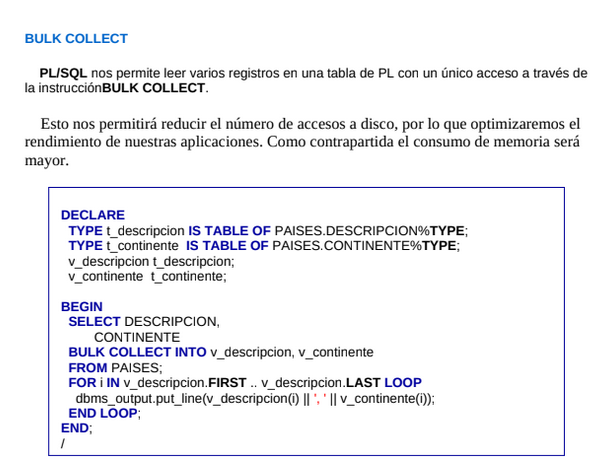 BULK COLLECT
PL/SQL nos permite leer varios registros en una tabla de PL con un único acceso a través de
la instrucciónBULK COLLECT.
Esto nos permitirá reducir el número de accesos a disco, por lo que optimizaremos el
rendimiento de nuestras aplicaciones. Como contrapartida el consumo de memoria será
mayor.
DECLARE
TYPE t_descripcion IS TABLE OF PAISES.DESCRIPCION%TYPE;
TYPE t_continente  IS TABLE OF PAISES.CONTINENTE%TYPE;
v_descripcion t_descripcion;
v_continente  t_continente;
BEGIN
SELECT DESCRIPCION,
CONTINENTE
BULK COLLECT INTO v_descripcion, v_continente
FROM PAISES;
FOR i IN v_descripcion.FIRST .. v_descripcion.LAST LOOP
dbms_output.put_line(v_descripcion(i) || ', ' || v_continente(i));
END LOOP;
END;
/